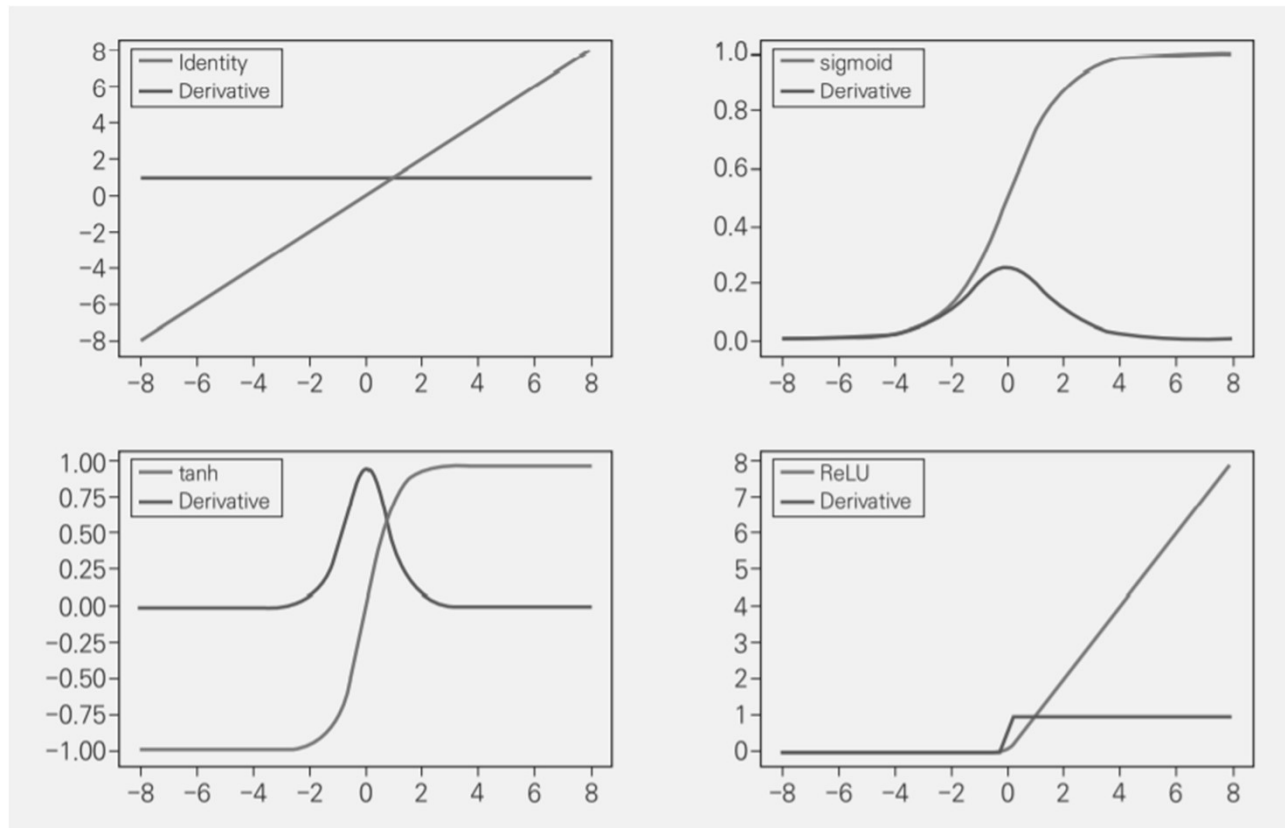 8
6
4
2
0
−2
−4
−6
−8
Identity
Derivative
−8 −6 −4 −2 0 2 4 6 8
1.0
0.8
0.6
0.4
0.2
0.0
sigmoid
Derivative
−8 −6 −4 −2 0 2 4 6 8
1.00
0.75
0.50
0.25
0.00
−0.25
−0.50
−0.75
−1.00
tanh
Derivative
−8 −6 −4 −2 0 2 4 6 8
8
7
6
5
4
3
2
1
0
ReLU
Derivative
−8 −6 −4 −2 0 2 4 6 8